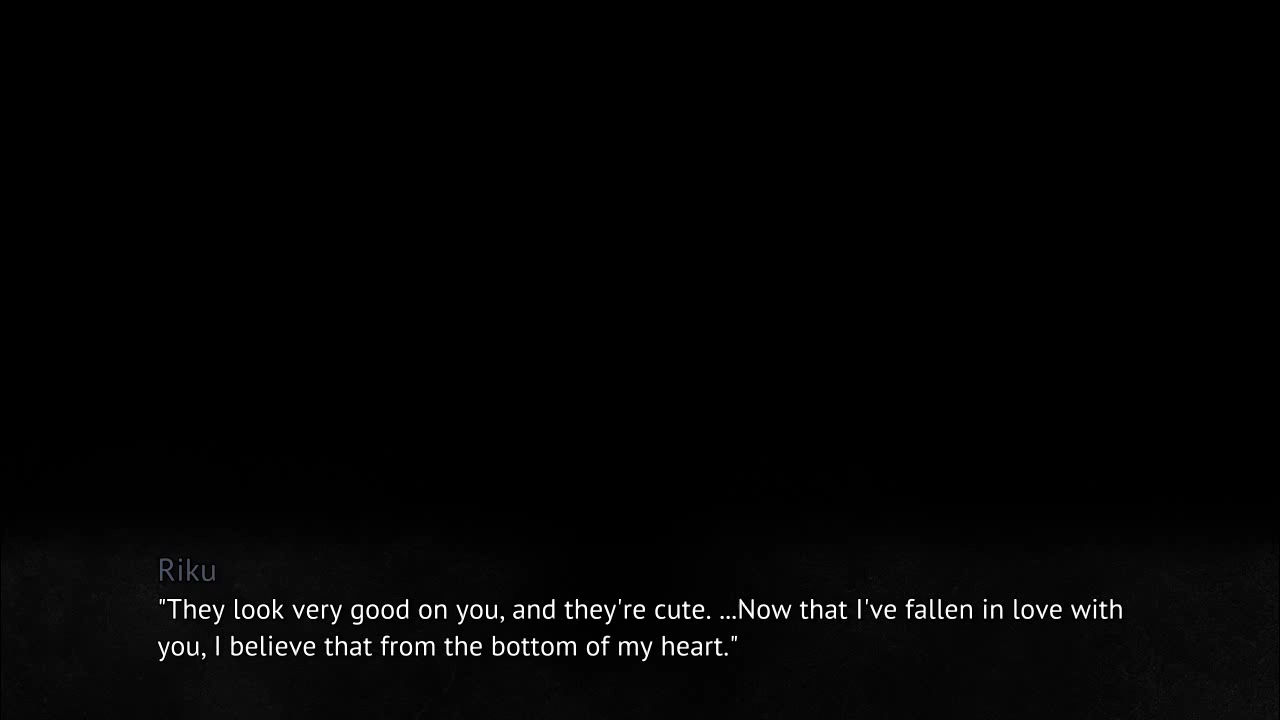 Riku
"They look very good on you, and they're cute. ...Now that I've fallen in love with
you, I believe that from the bottom of my heart."